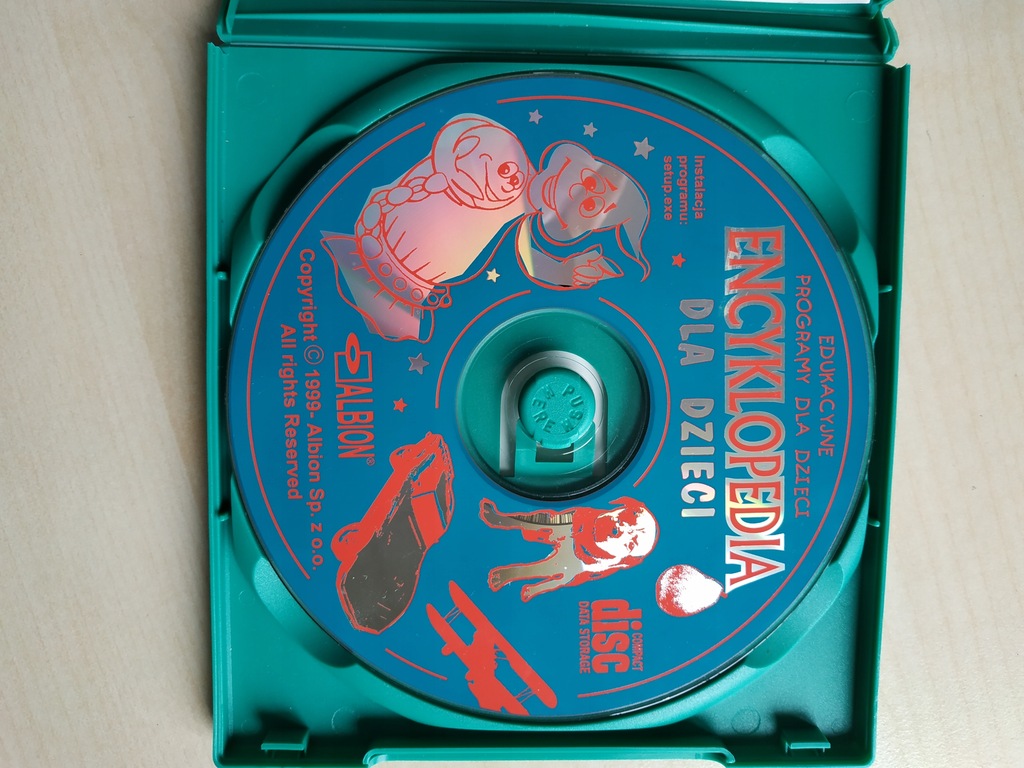 EDUKACYJNE
PROGRAMY DLA DZIECI
ENCYKLOPEDIA
DLA DZIECI
Instalacja
programu:
setup.exe
COMPACT
disc
DATA STORAGE
PUSH
HERE
ALBION®
Copyright © 1999- Albion Sp. z o.o.
All rights Reserved